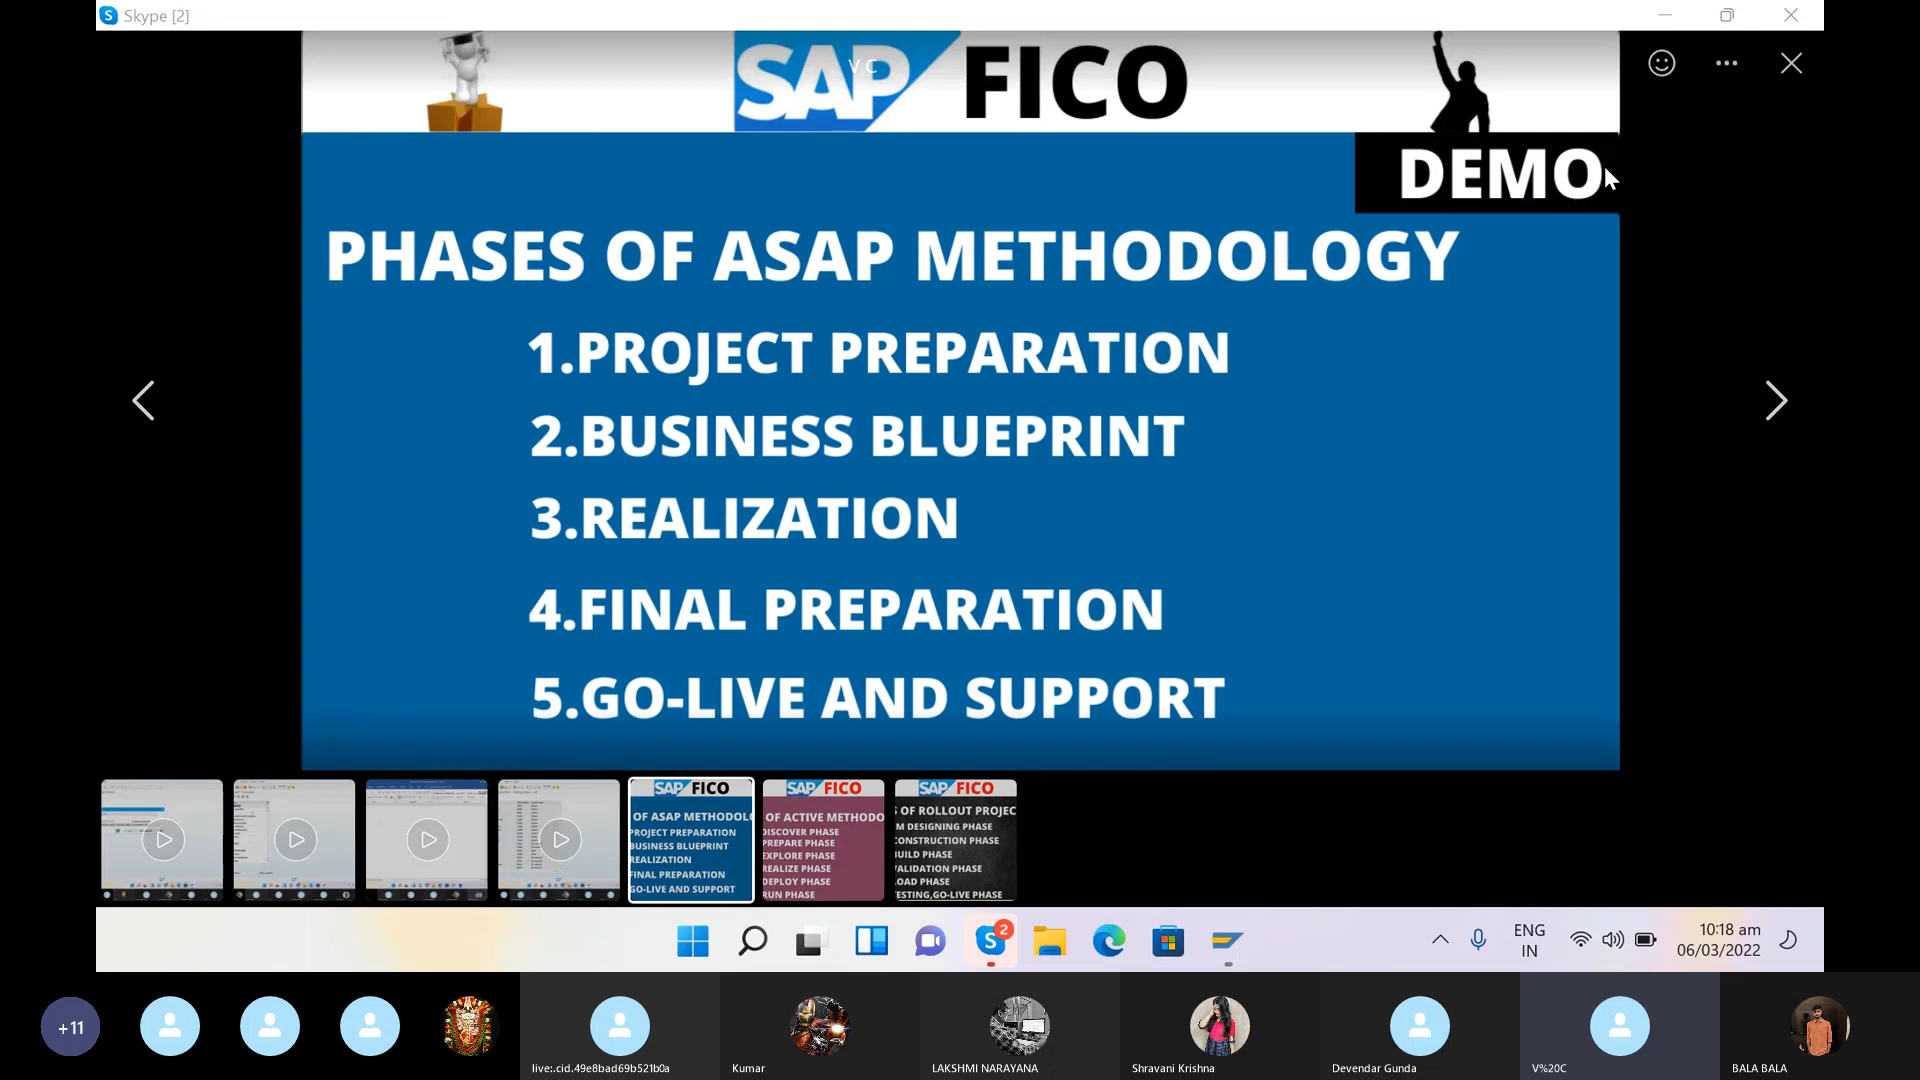 Skype [2]
SAP FICO
V C
DEMO
PHASES OF ASAP METHODOLOGY
1.PROJECT PREPARATION
2.BUSINESS BLUEPRINT
3.REALIZATION
4.FINAL PREPARATION
5.GO-LIVE AND SUPPORT
SAP FICO
OF ASAP METHODOLO
PROJECT PREPARATION
BUSINESS BLUEPRINT
REALIZATION
FINAL PREPARATION
GO-LIVE AND SUPPORT
SAP FICO
OF ACTIVE METHODO
DISCOVER PHASE
PREPARE PHASE
EXPLORE PHASE
REALIZE PHASE
DEPLOY PHASE
RUN PHASE
SAP FICO
S OF ROLLOUT PROJEC
M DESIGNING PHASE
CONSTRUCTION PHASE
BUILD PHASE
VALIDATION PHASE
OAD PHASE
ESTING,GO-LIVE PHASE
S 2
ENG
IN
10:18 am
06/03/2022
+11
live:.cid.49e8bad69b521b0a
Kumar
LAKSHMI NARAYANA
Shravani Krishna
Devendar Gunda
V%20C
BALA BALA